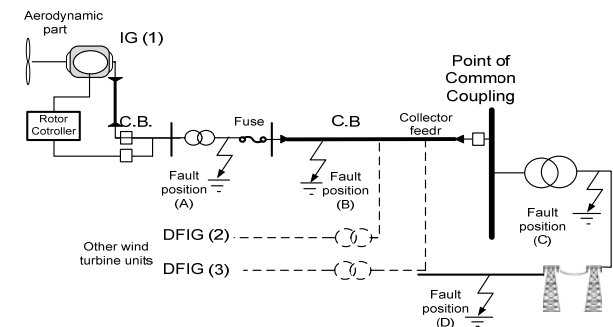 Aerodynamic
part
IG (1)
Rotor
Cotroller
C.B.
Fuse
C.B
Collector
feedr
Point of
Common
Coupling
Fault
position
(A)
Fault
position
(B)
Fault
position
(C)
Other wind
turbine units
DFIG (2)
DFIG (3)
Fault
position
(D)